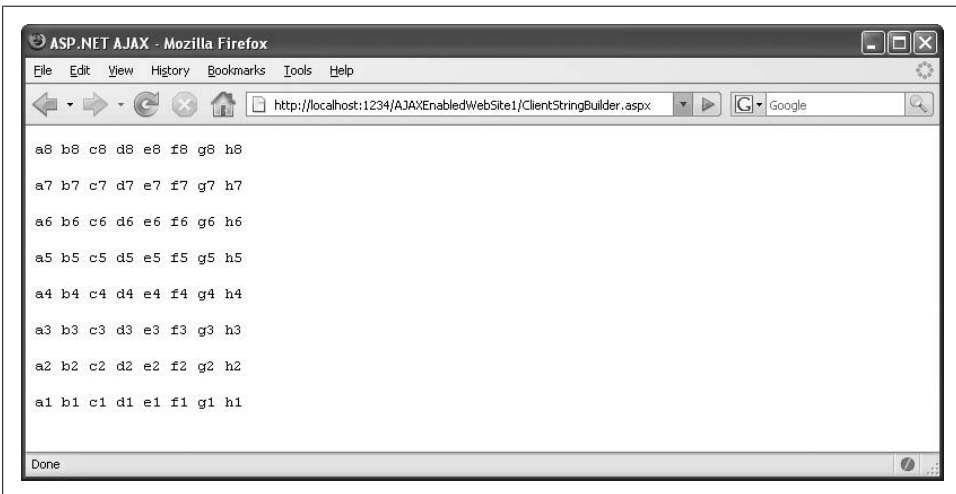 ASP.NET AJAX - Mozilla Firefox
File Edit View History Bookmarks Tools Help
http://localhost:1234/AJAXEnabledWebSite1/ClientStringBuilder.aspx G Google
a8 b8 c8 d8 e8 f8 g8 h8
a7 b7 c7 d7 e7 f7 g7 h7
a6 b6 c6 d6 e6 f6 g6 h6
a5 b5 c5 d5 e5 f5 g5 h5
a4 b4 c4 d4 e4 f4 g4 h4
a3 b3 c3 d3 e3 f3 g3 h3
a2 b2 c2 d2 e2 f2 g2 h2
a1 b1 c1 d1 e1 f1 g1 h1
Done